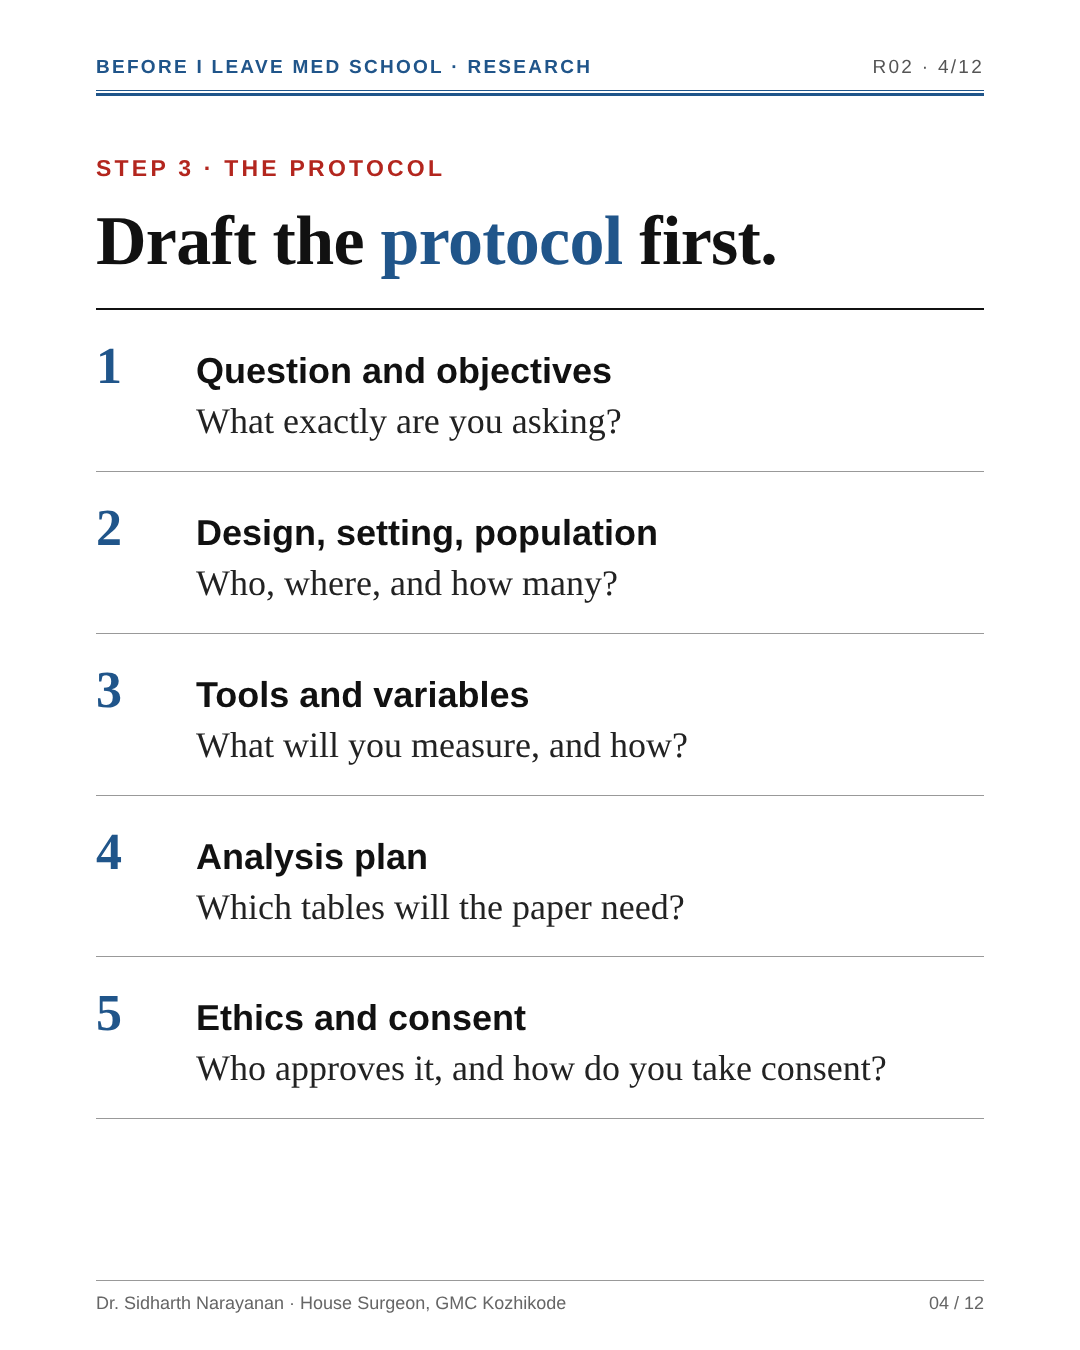 BEFORE I LEAVE MED SCHOOL · RESEARCH
R02 · 4/12
STEP 3 · THE PROTOCOL
Draft the protocol first.
1
Question and objectives
What exactly are you asking?
2
Design, setting, population
Who, where, and how many?
3
Tools and variables
What will you measure, and how?
4
Analysis plan
Which tables will the paper need?
5
Ethics and consent
Who approves it, and how do you take consent?
Dr. Sidharth Narayanan · House Surgeon, GMC Kozhikode
04 / 12